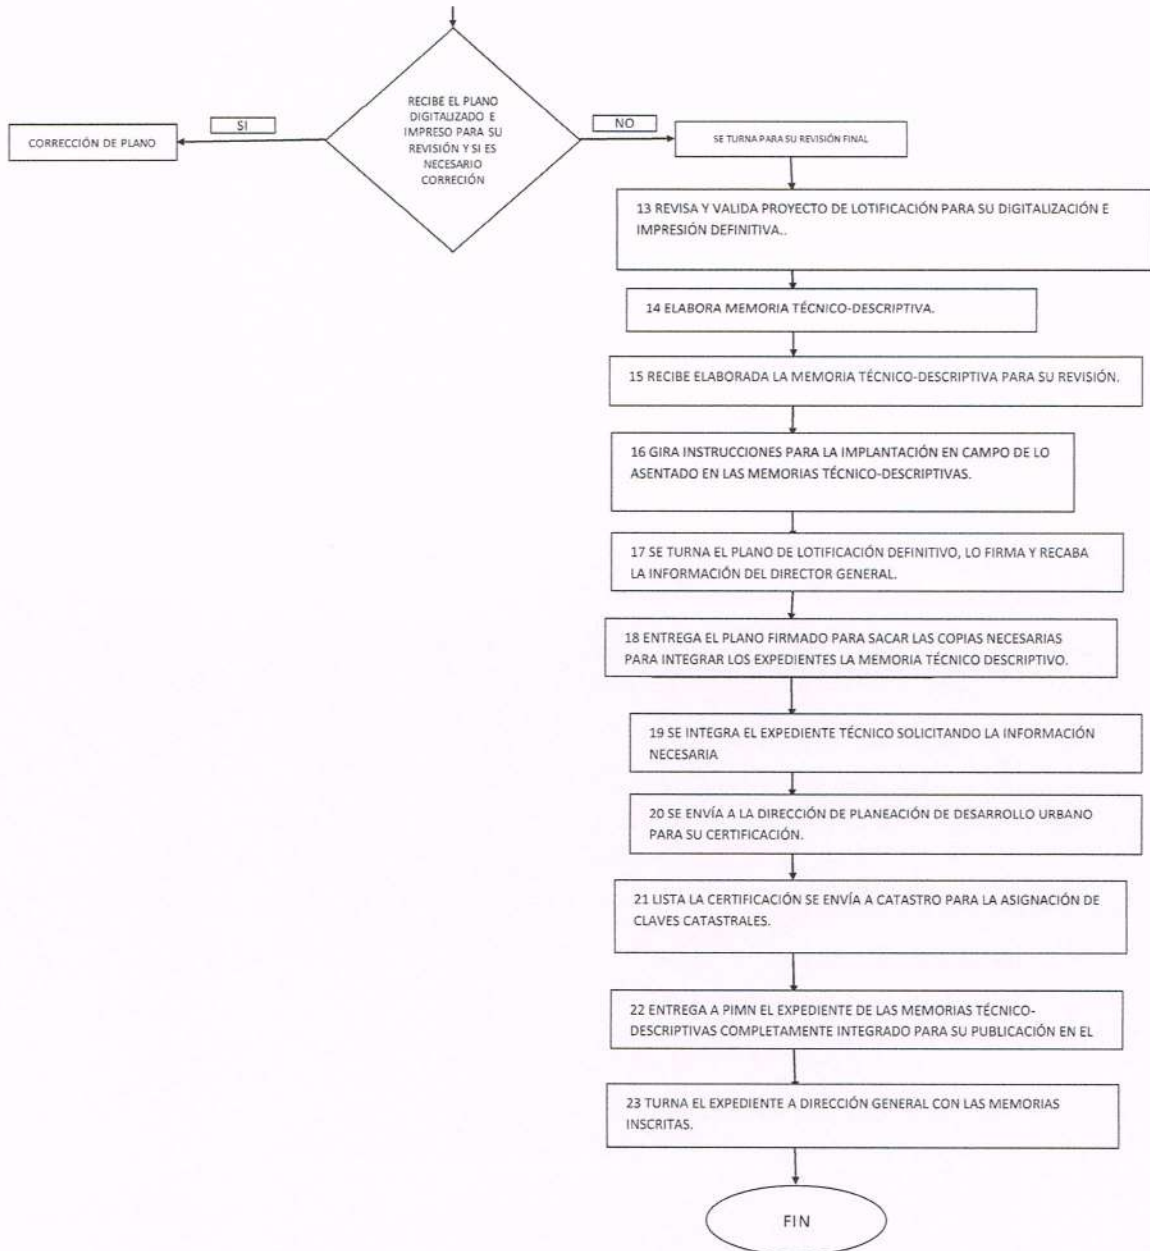 RECIBE EL PLANO
DIGITALIZADO E
IMPRESO PARA SU
REVISIÓN Y SI ES
NECESARIO
CORRECIÓN
SI
NO
CORRECCIÓN DE PLANO
SE TURNA PARA SU REVISIÓN FINAL
13 REVISA Y VALIDA PROYECTO DE LOTIFICACIÓN PARA SU DIGITALIZACIÓN E
IMPRESIÓN DEFINITIVA..
14 ELABORA MEMORIA TÉCNICO-DESCRIPTIVA.
15 RECIBE ELABORADA LA MEMORIA TÉCNICO-DESCRIPTIVA PARA SU REVISIÓN.
16 GIRA INSTRUCCIONES PARA LA IMPLANTACIÓN EN CAMPO DE LO
ASENTADO EN LAS MEMORIAS TÉCNICO-DESCRIPTIVAS.
17 SE TURNA EL PLANO DE LOTIFICACIÓN DEFINITIVO, LO FIRMA Y RECABA
LA INFORMACIÓN DEL DIRECTOR GENERAL.
18 ENTREGA EL PLANO FIRMADO PARA SACAR LAS COPIAS NECESARIAS
PARA INTEGRAR LOS EXPEDIENTES LA MEMORIA TÉCNICO DESCRIPTIVO.
19 SE INTEGRA EL EXPEDIENTE TÉCNICO SOLICITANDO LA INFORMACIÓN
NECESARIA
20 SE ENVÍA A LA DIRECCIÓN DE PLANEACIÓN DE DESARROLLO URBANO
PARA SU CERTIFICACIÓN.
21 LISTA LA CERTIFICACIÓN SE ENVÍA A CATASTRO PARA LA ASIGNACIÓN DE
CLAVES CATASTRALES.
22 ENTREGA A PIMN EL EXPEDIENTE DE LAS MEMORIAS TÉCNICO-
DESCRIPTIVAS COMPLETAMENTE INTEGRADO PARA SU PUBLICACIÓN EN EL
23 TURNA EL EXPEDIENTE A DIRECCIÓN GENERAL CON LAS MEMORIAS
INSCRITAS.
FIN